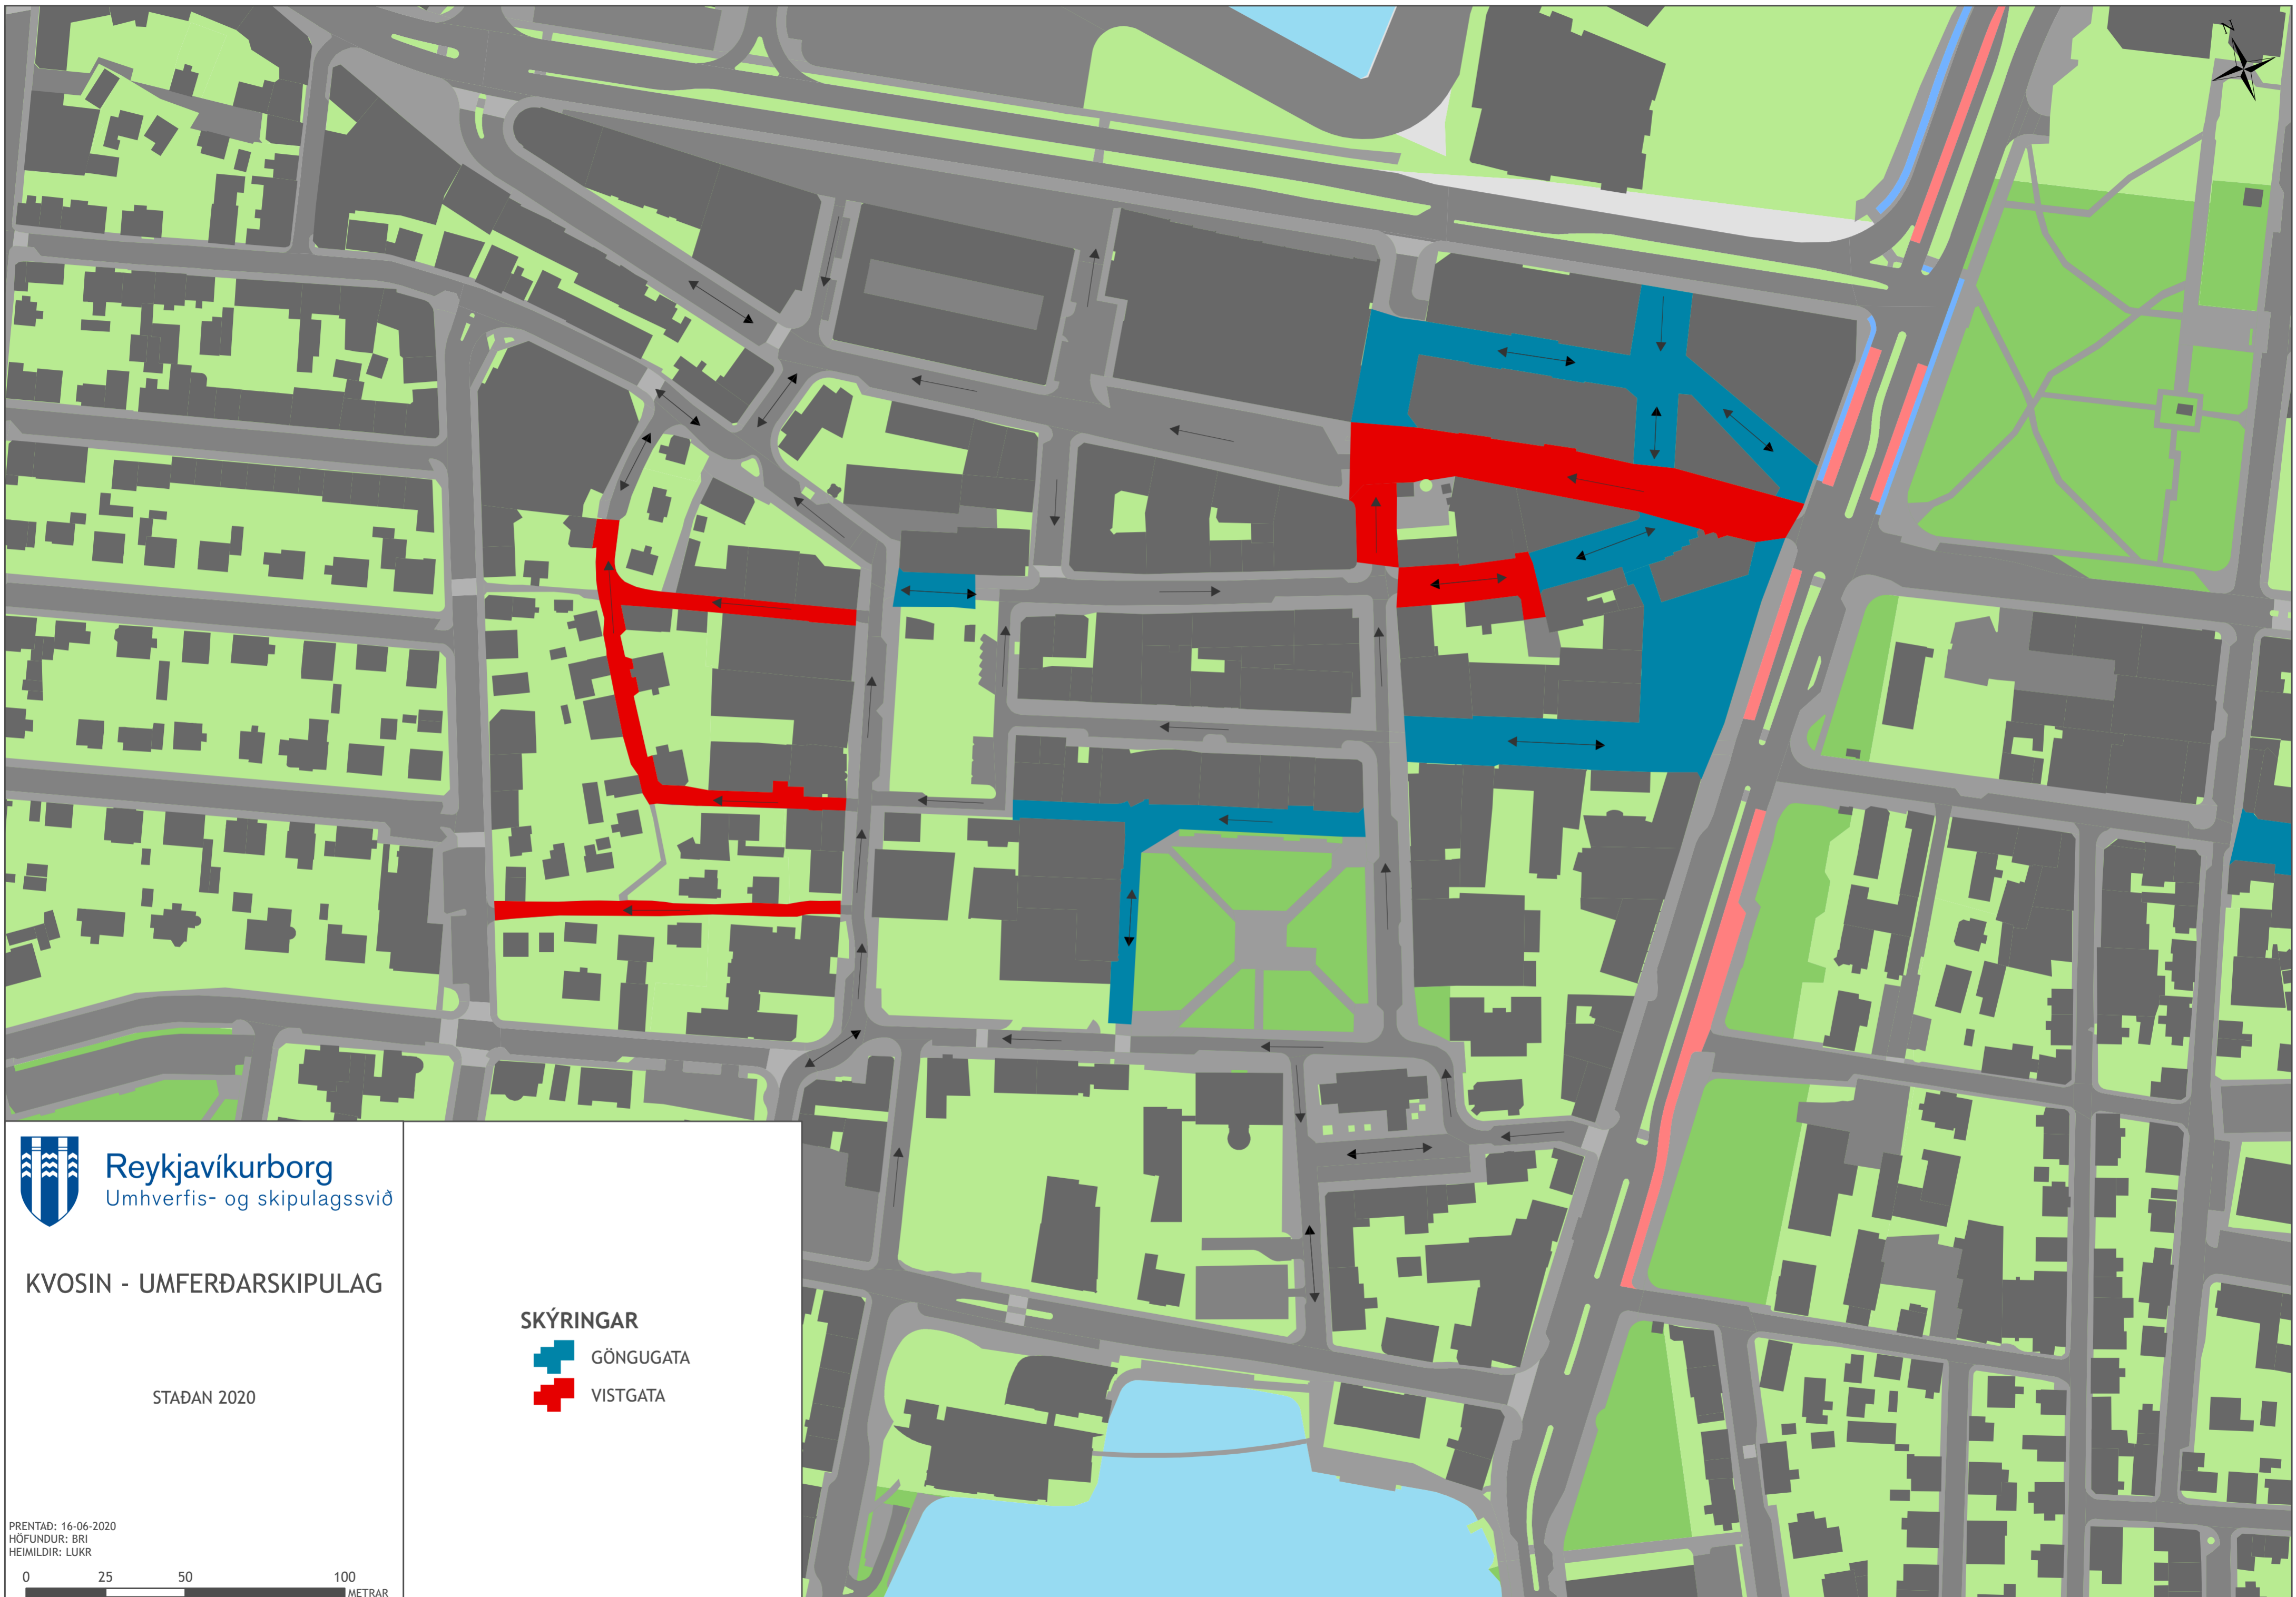 N
Reykjavíkurborg
Umhverfis- og skipulagssvið
KVOSIN - UMFERÐARSKIPULAG
STAÐAN 2020
PRENTAÐ: 16-06-2020
HÖFUNDUR: BRI
HEIMILDIR: LUKR
0 25 50 100
METRAR
SKÝRINGAR
GÖNGUGATA
VISTGATA